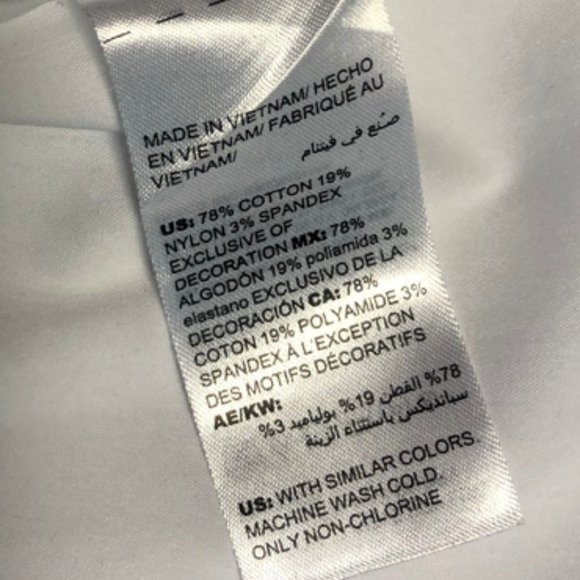 MADE IN VIETNAM/ HECHO
EN VIETNAM/ FABRIQUÉ AU
VIETNAM/
صُنع في فيتنام
US: 78% COTTON 19%
NYLON 3% SPANDEX
EXCLUSIVE OF
DECORATION MX: 78%
ALGODÓN 19% poliamida 3%
elastano EXCLUSIVO DE LA
DECORACIÓN CA: 78%
COTON 19% POLYAMIDE 3%
SPANDEX À L'EXCEPTION
DES MOTIFS DÉCORATIFS
AE/KW:
78% القطن 19% بولياميد 3%
سباندیکس باستثناء الزينة
US: WITH SIMILAR COLORS.
MACHINE WASH COLD.
ONLY NON-CHLORINE